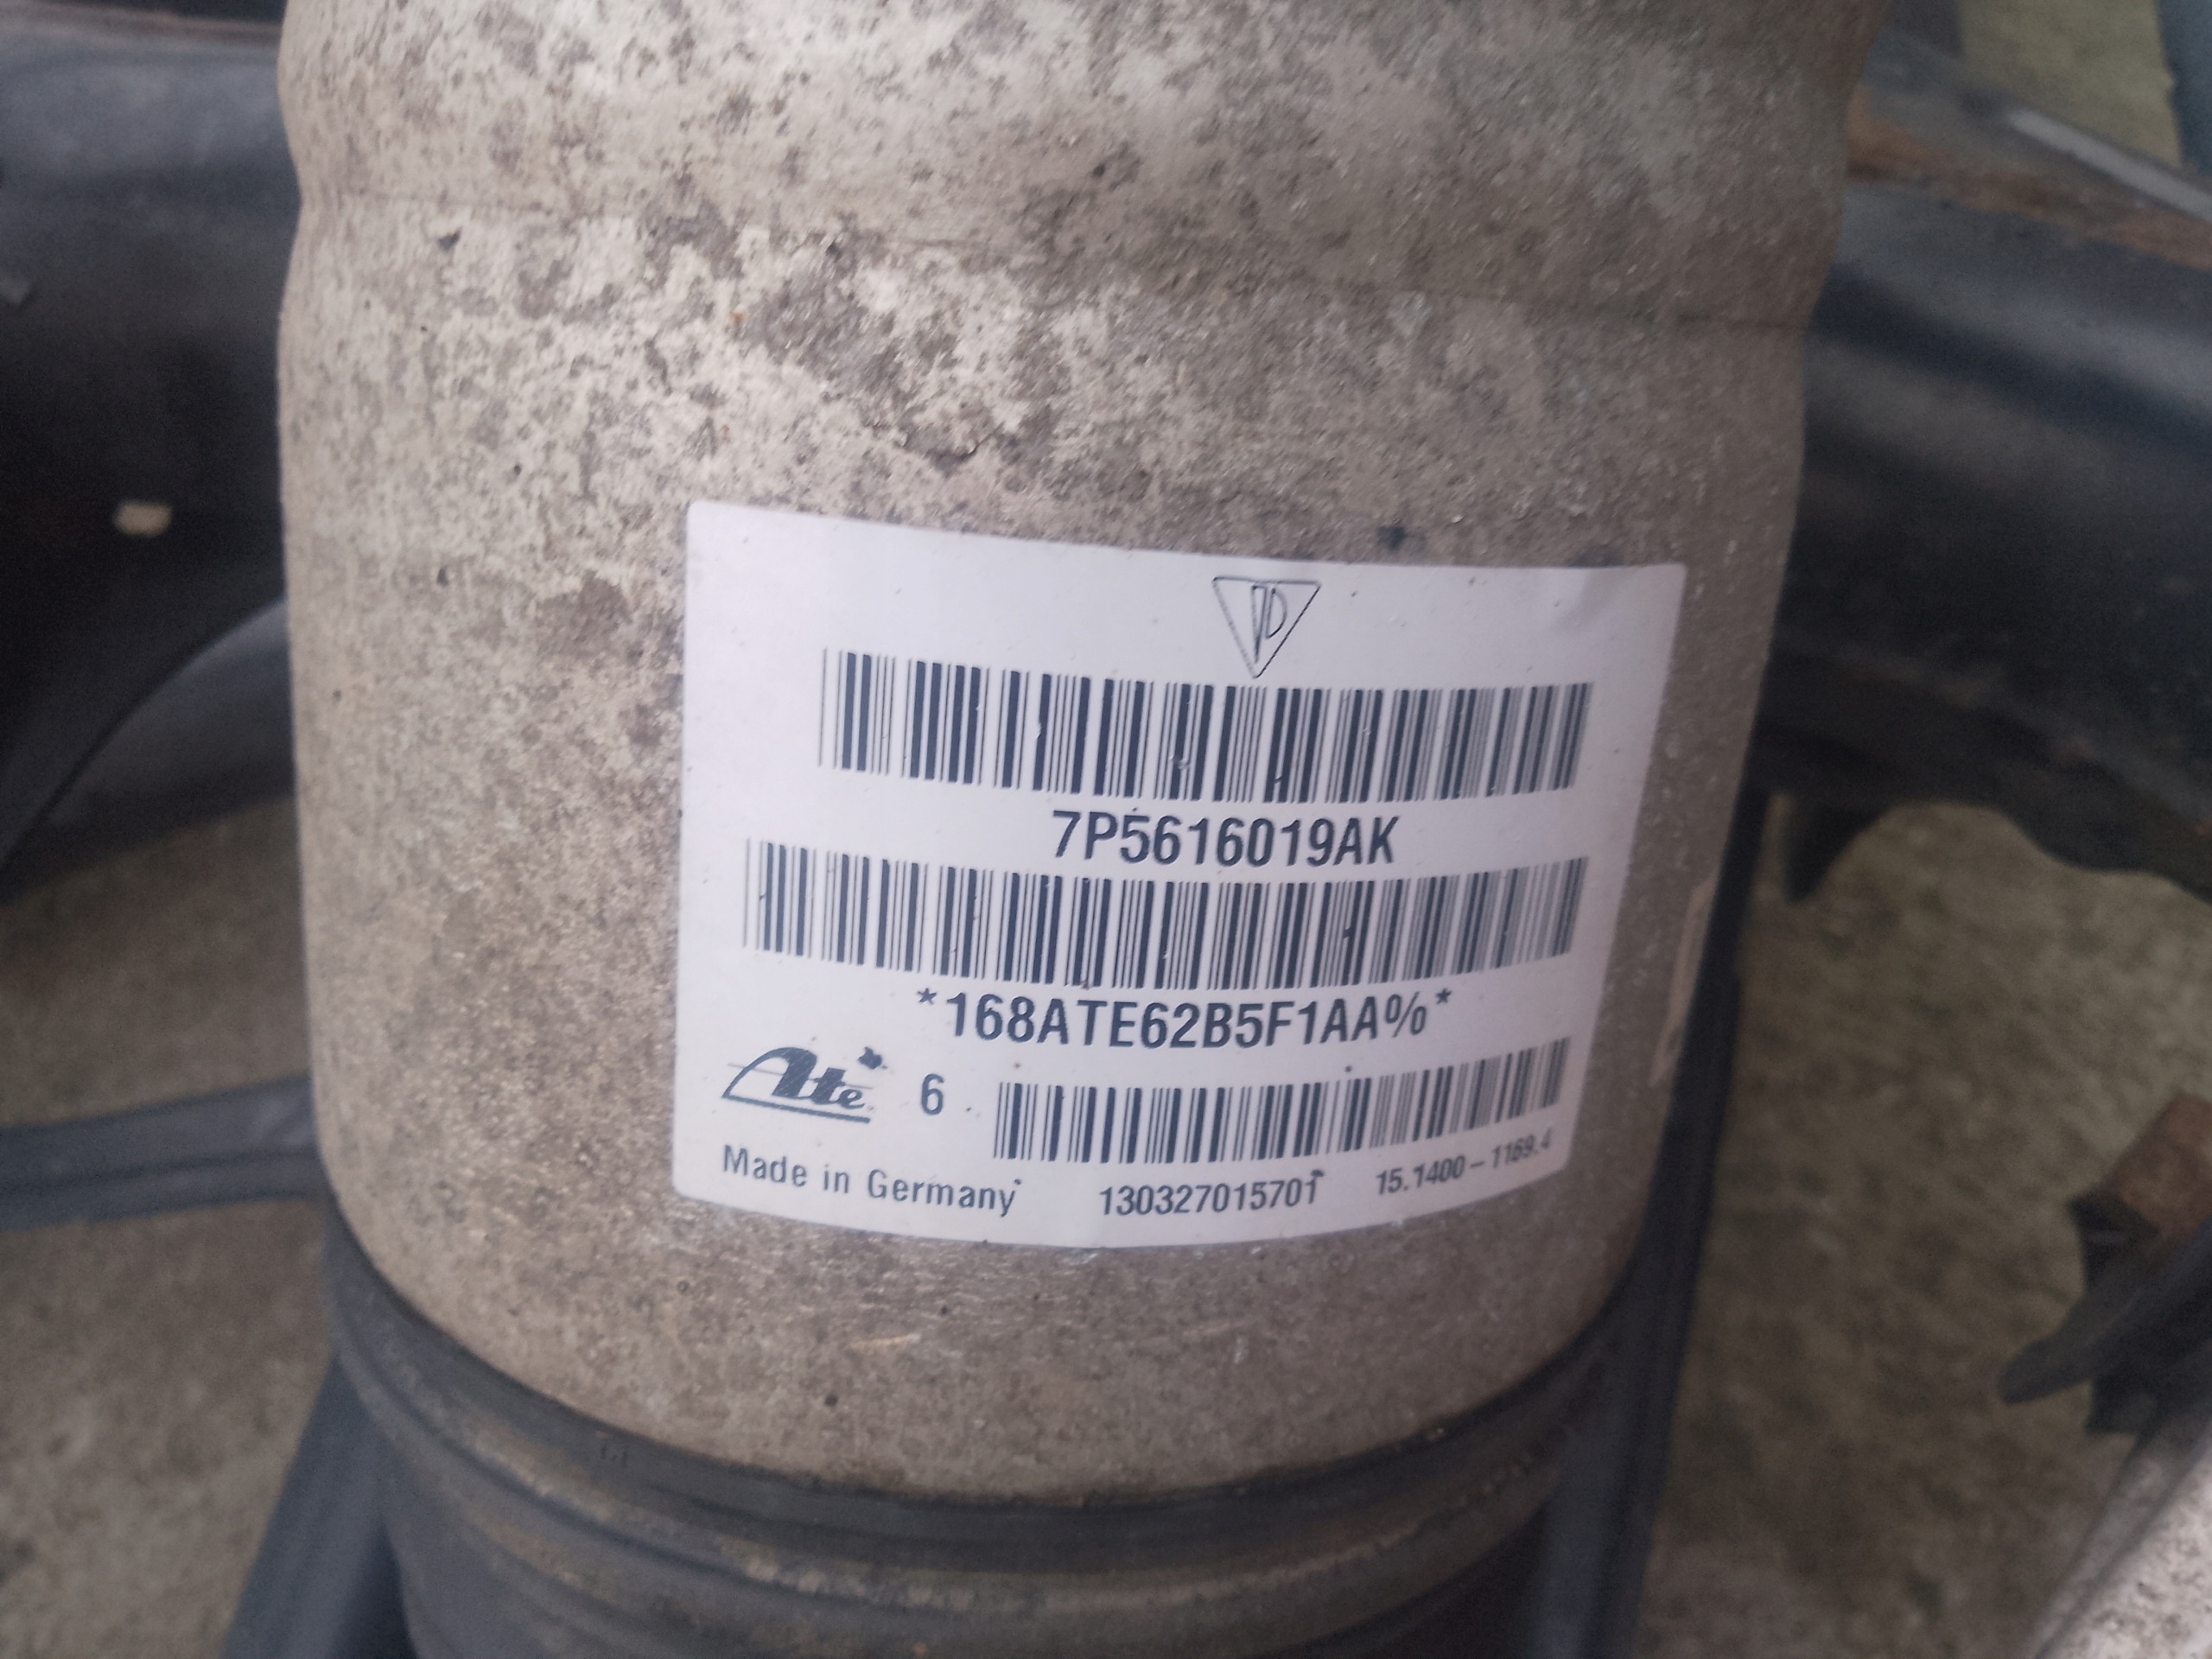 7P5616019AK
*168ATE62B5F1AA%*
Ate 6
Made in Germany 130327015701 15.1400-1169.4